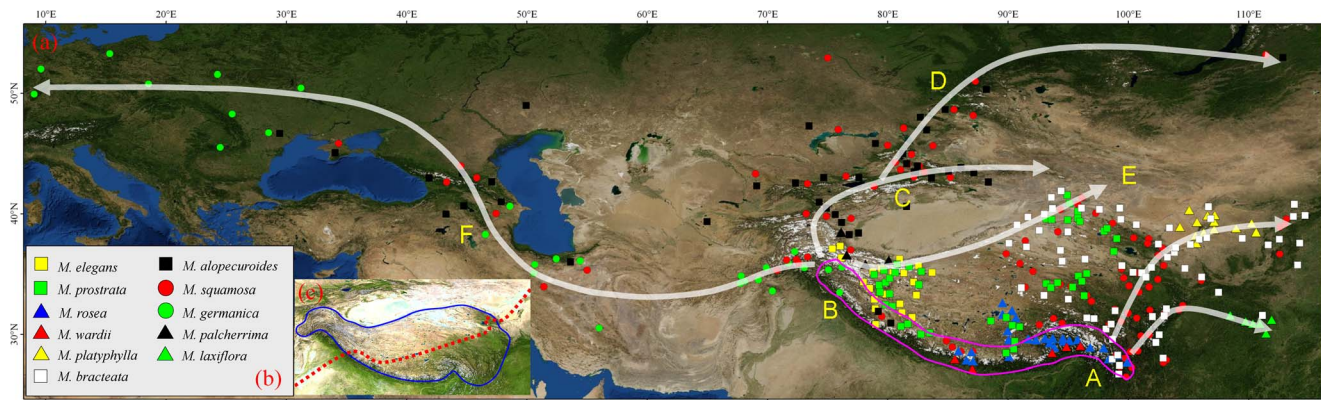 10°E 20°E 30°E 40°E 50°E 60°E 70°E 80°E 90°E 100°E 110°E
(a)
50°N
40°N
30°N
D
C
E
F
B
A
M. elegans
M. prostrata
M. rosea
M. wardii
M. platyphylla
M. bracteata
M. alopecuroides
M. squamosa
M. germanica
M. palcherrima
M. laxiflora
(b)
(c)